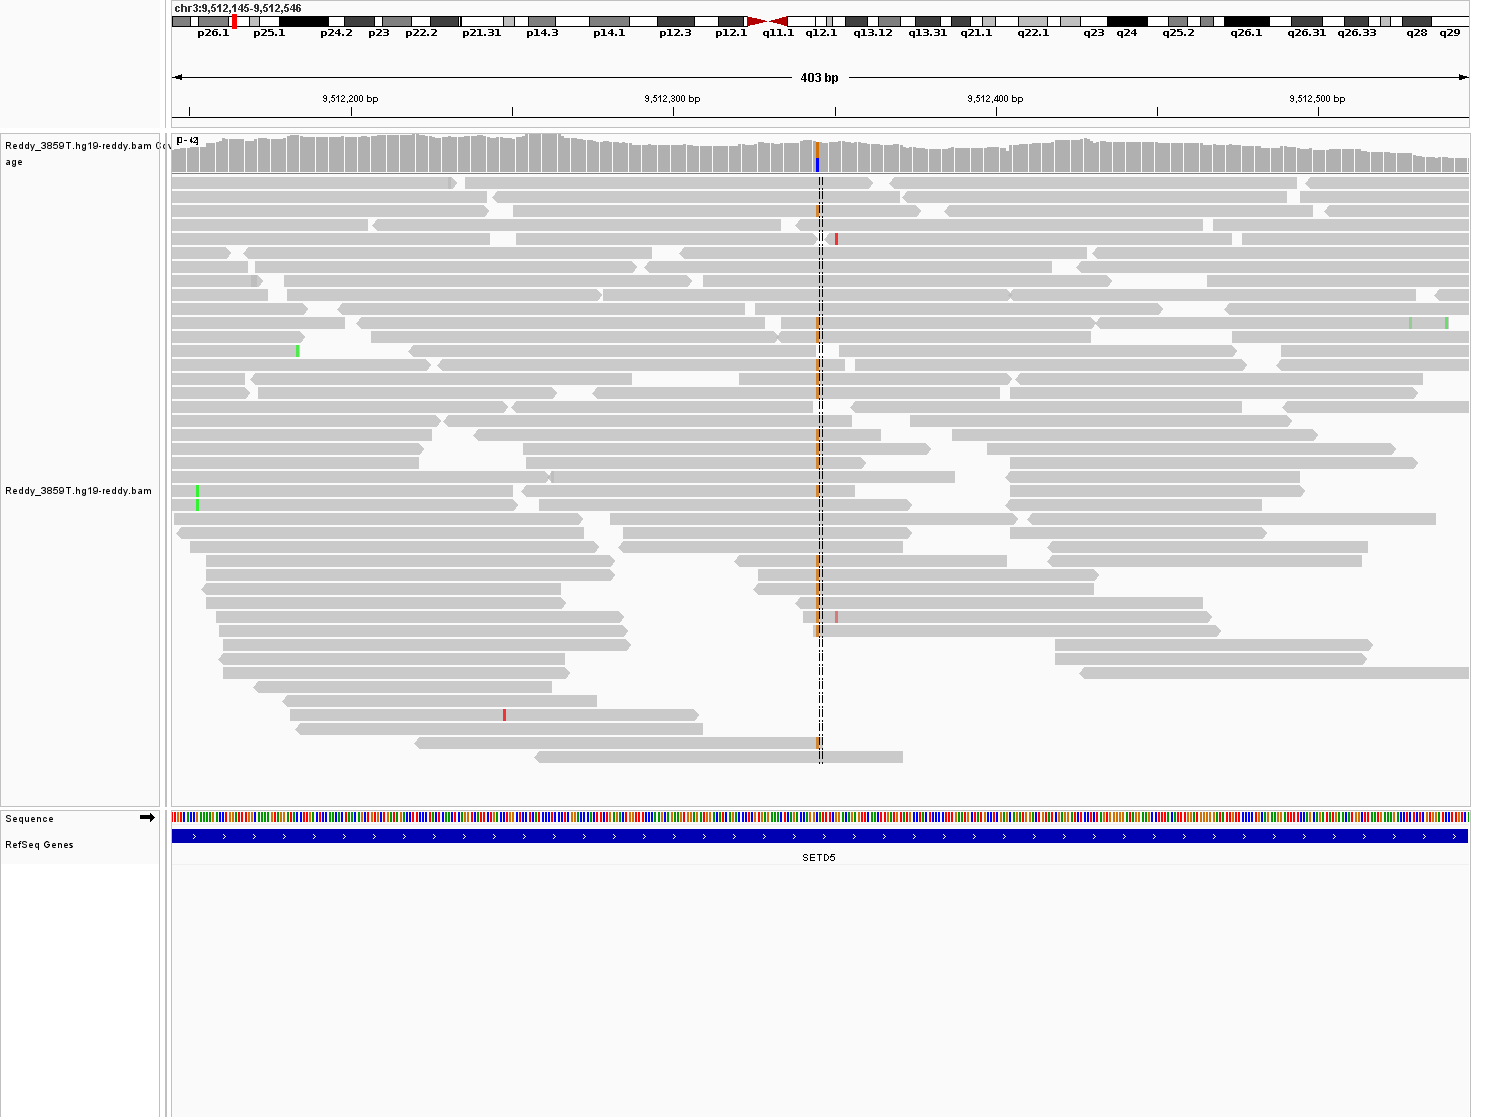 chr3:9,512,145-9,512,546
p26.1 p25.1 p24.2 p23 p22.2 p21.31 p14.3 p14.1 p12.3 p12.1 q11.1 q12.1 q13.12 q13.31 q21.1 q22.1 q23 q24 q25.2 q26.1 q26.31 q26.33 q28 q29
403 bp
9,512,200 bp 9,512,300 bp 9,512,400 bp 9,512,500 bp
[0 - 42]
Reddy_3859T.hg19-reddy.bam Cov
age
Reddy_3859T.hg19-reddy.bam
Sequence
RefSeq Genes
SETD5